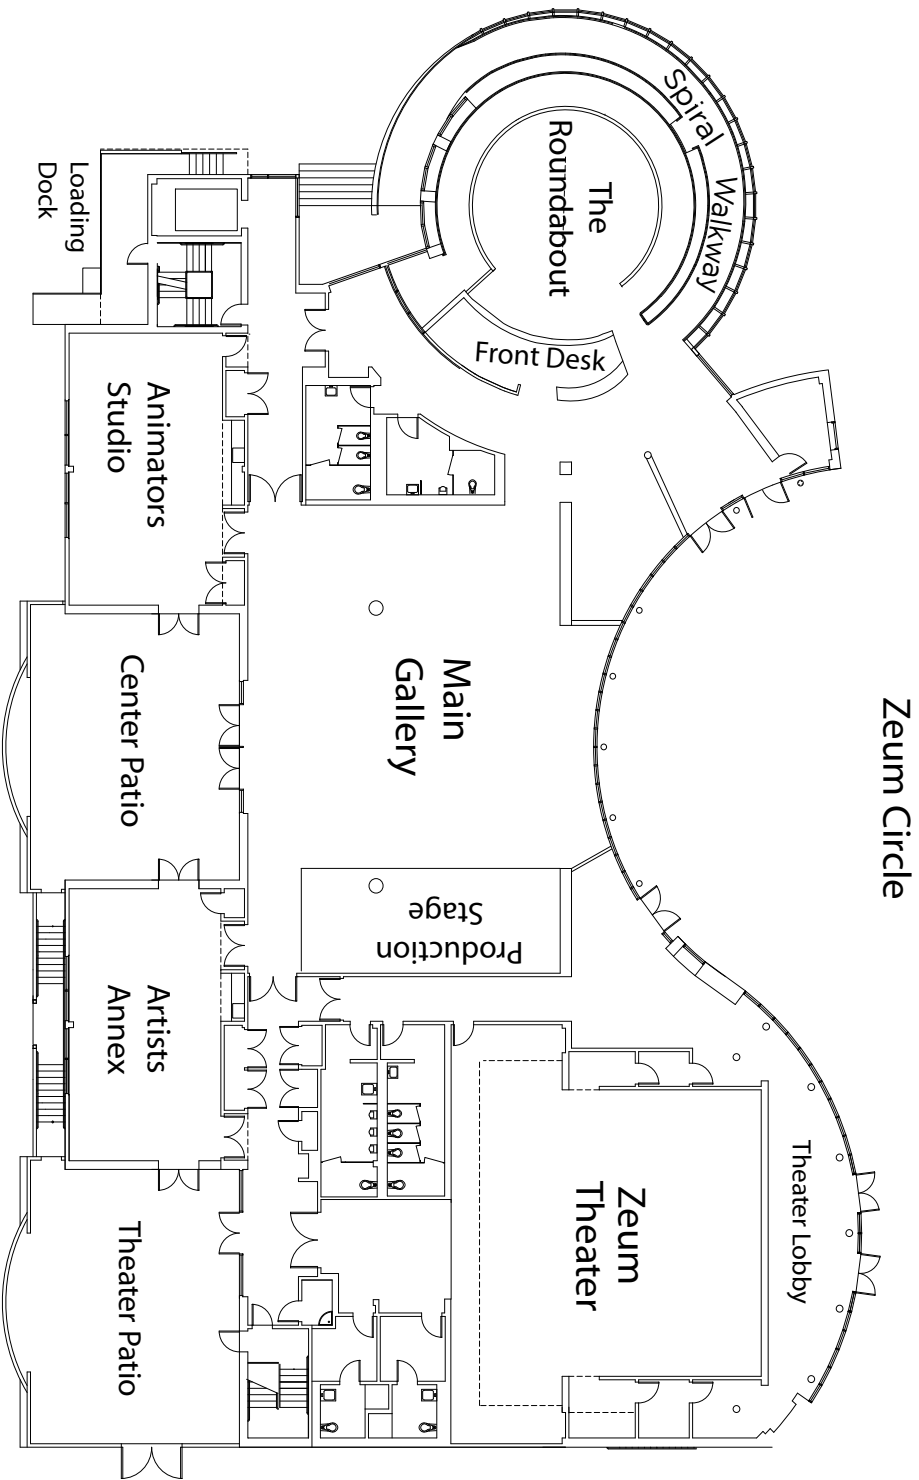 Spiral Walkway
The
Roundabout
Loading
Dock
Front Desk
Animators
Studio
Main
Gallery
Center Patio
Zeum Circle
Production
Stage
Artists
Annex
Theater Lobby
Zeum
Theater
Theater Patio